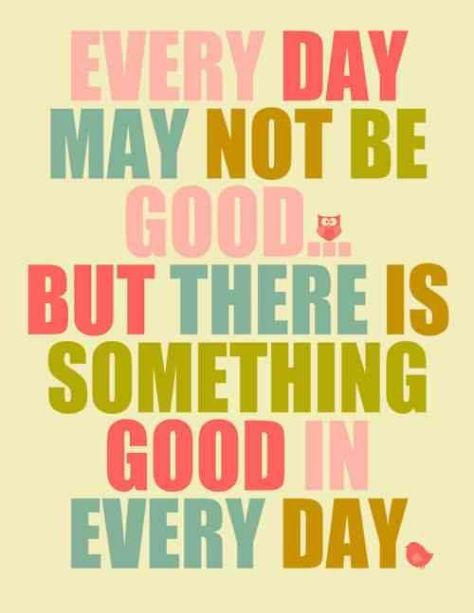 EVERY DAY
MAY NOT BE
GOOD...
BUT THERE IS
SOMETHING
GOOD IN
EVERY DAY